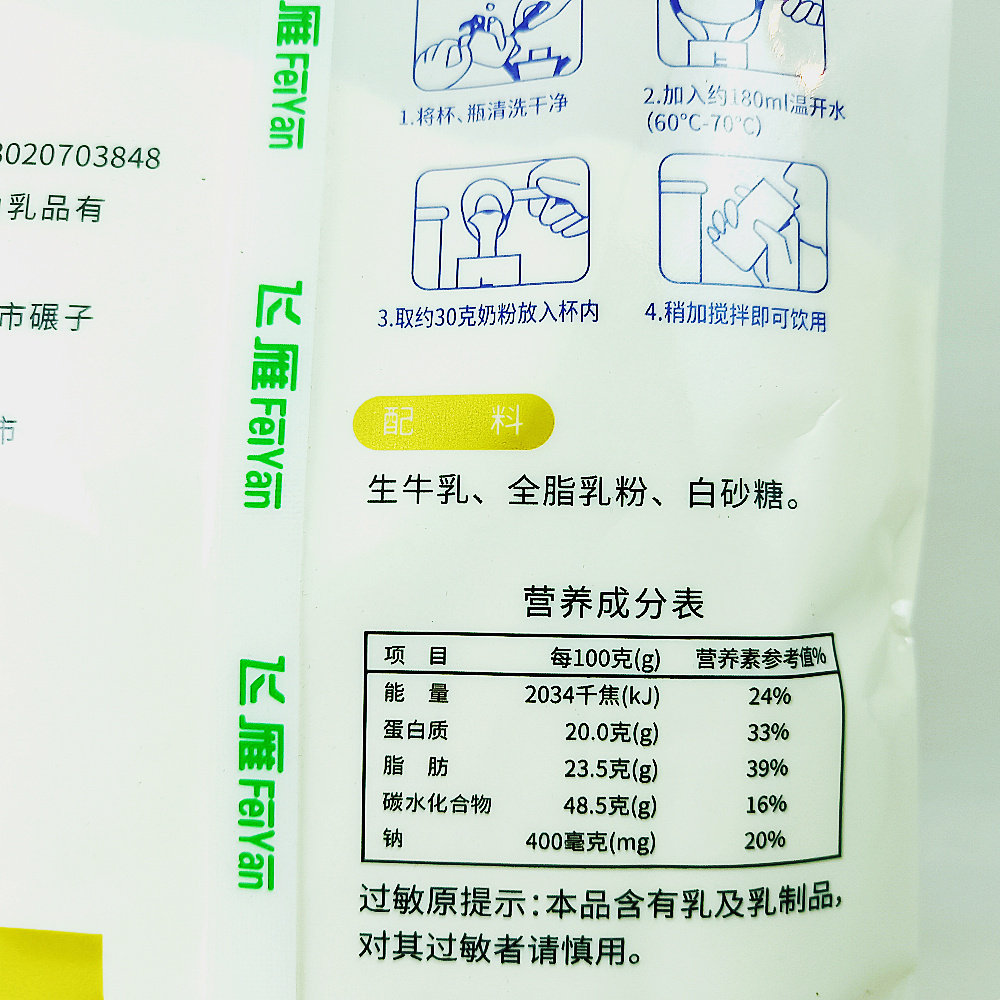 雁 FeiYan
1.将杯、瓶清洗干净
2.加入约180ml温开水
(60°C-70°C)
3020703848
乳品有
3.取约30克奶粉放入杯内
4.稍加搅拌即可饮用
市碾子
飞雁 FeiYan
市
配 料
生牛乳、全脂乳粉、白砂糖。
营养成分表
项 目 每100克(g) 营养素参考值%
能 量 2034千焦(kJ) 24%
蛋白质 20.0克(g) 33%
脂 肪 23.5克(g) 39%
碳水化合物 48.5克(g) 16%
钠 400毫克(mg) 20%
飞雁 FeiYan
过敏原提示:本品含有乳及乳制品,
对其过敏者请慎用。